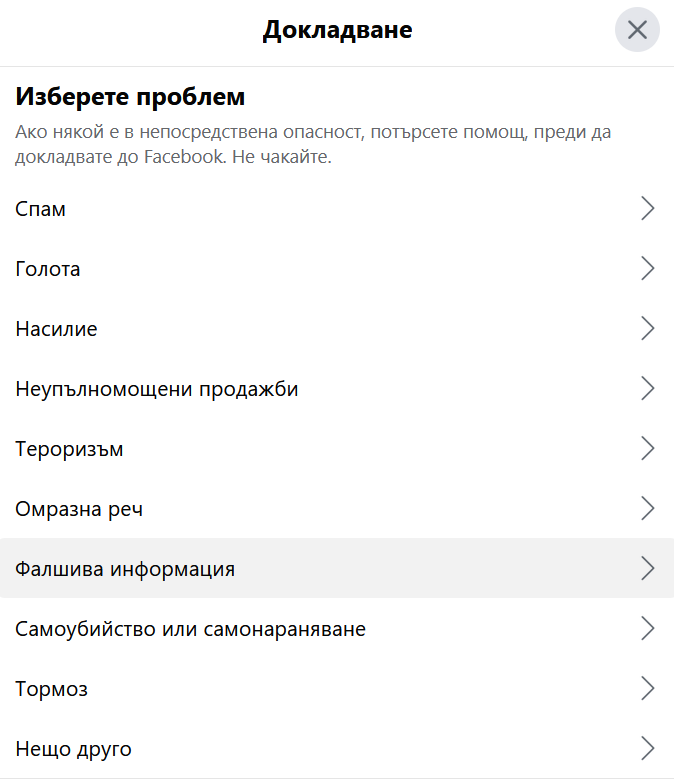 Докладване
Изберете проблем
Ако някой е в непосредствена опасност, потърсете помощ, преди да
докладвате до Facebook. Не чакайте.
Спам
Голота
Насилие
Неупълномощени продажби
Тероризъм
Омразна реч
Фалшива информация
Самоубийство или самонараняване
Тормоз
Нещо друго